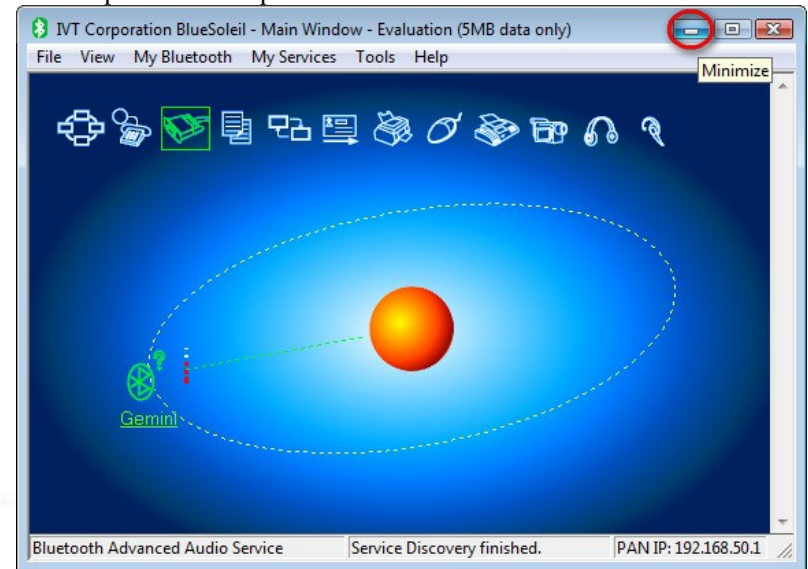 IVT Corporation BlueSoleil - Main Window - Evaluation (5MB data only)
File View My Bluetooth My Services Tools Help
Minimize
?
Gemini
Bluetooth Advanced Audio Service Service Discovery finished. PAN IP: 192.168.50.1